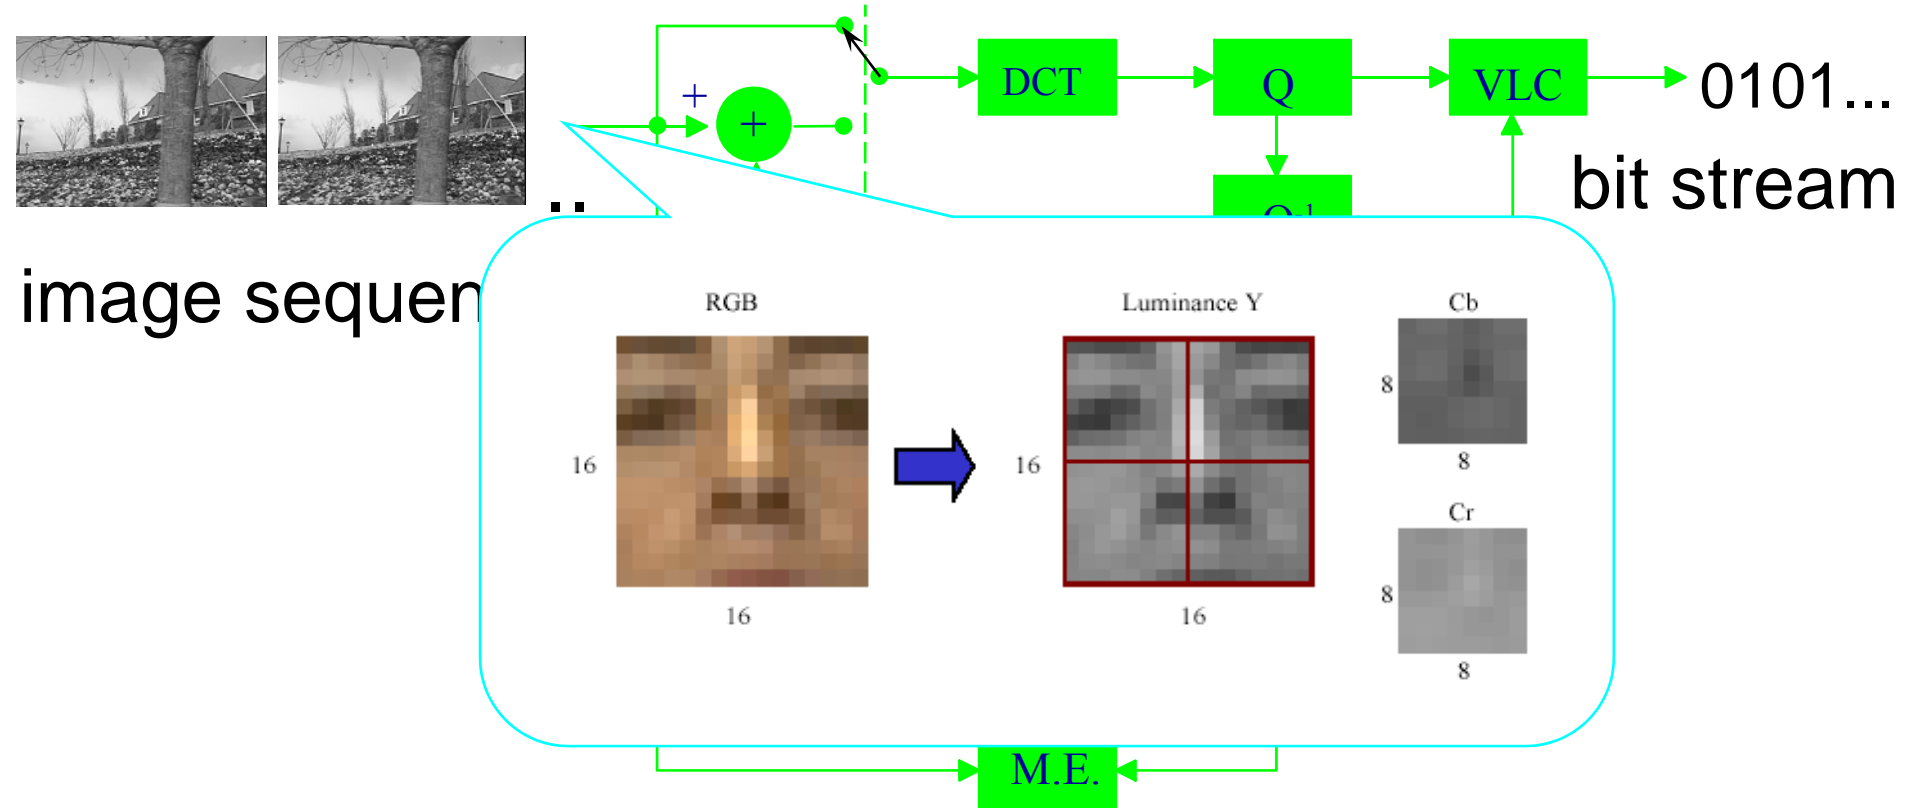 +
+
DCT
Q
VLC
0101...
bit stream
..
image sequen
RGB
Luminance Y
Cb
8
8
16
16
16
16
Cr
8
8
M.E.